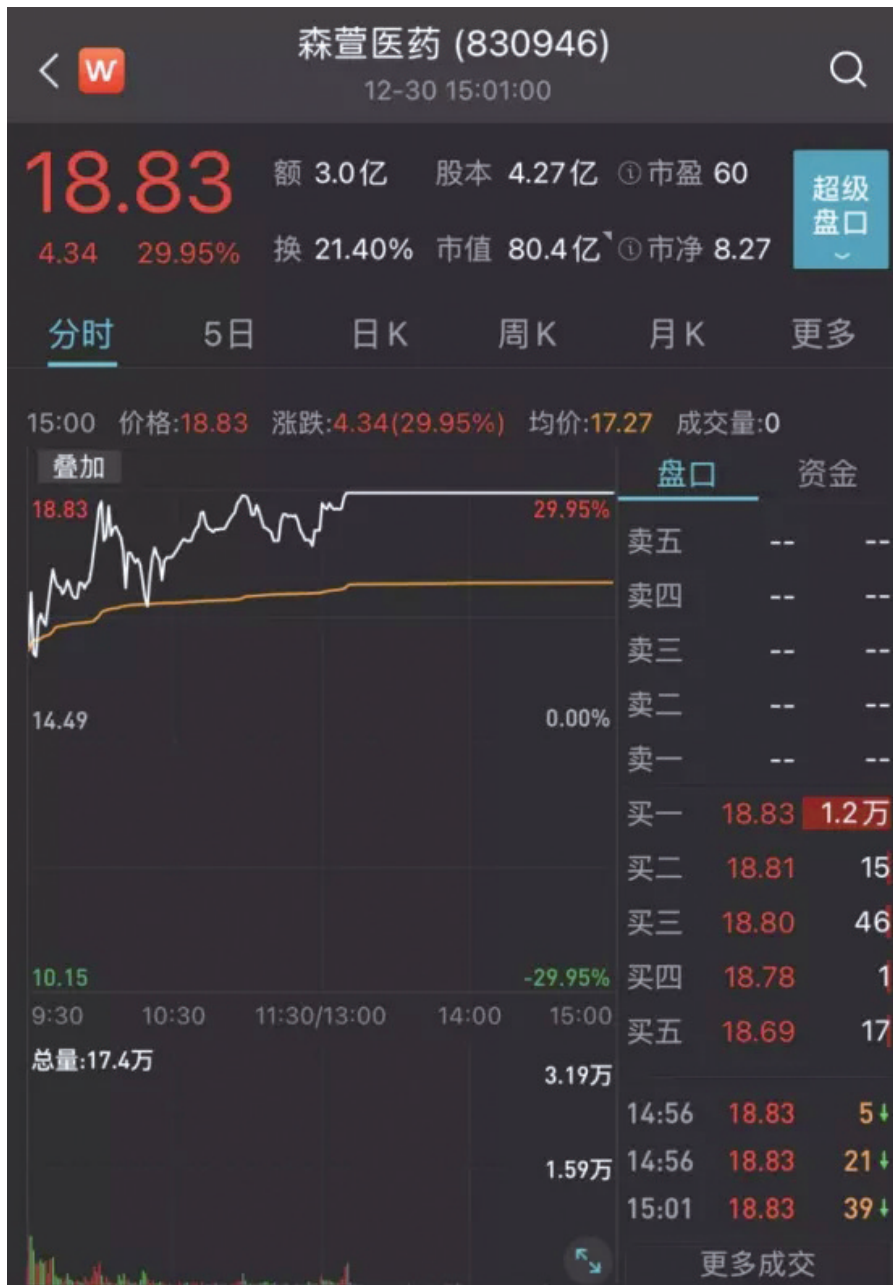 森萱医药 (830946)
W
12-30 15:01:00
18.83
额 3.0亿 股本 4.27亿 i 市盈 60
超级
盘口
4.34 29.95%
换 21.40% 市值 80.4亿 i 市净 8.27
分时 5日 日K 周K 月K 更多
15:00 价格:18.83 涨跌:4.34(29.95%) 均价:17.27 成交量:0
叠加
盘口 资金
18.83 29.95%
卖五 -- --
卖四 -- --
卖三 -- --
卖二 -- --
14.49 0.00%
卖一 -- --
买一 18.83 1.2万
买二 18.81 15
买三 18.80 46
买四 18.78 1
10.15 -29.95%
9:30 10:30 11:30/13:00 14:00 15:00
买五 18.69 17
总量:17.4万
3.19万
14:56 18.83 5↓
1.59万
14:56 18.83 21↓
15:01 18.83 39↓
更多成交